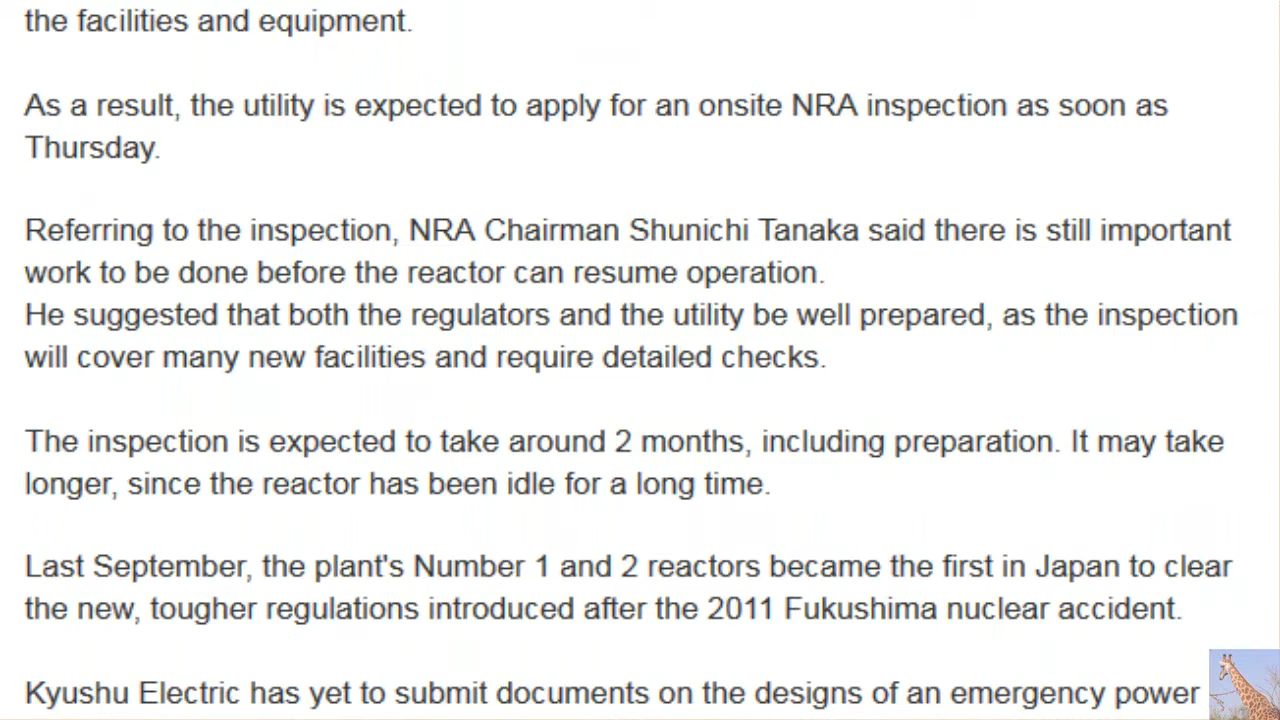 the facilities and equipment.
As a result, the utility is expected to apply for an onsite NRA inspection as soon as
Thursday.
Referring to the inspection, NRA Chairman Shunichi Tanaka said there is still important
work to be done before the reactor can resume operation.
He suggested that both the regulators and the utility be well prepared, as the inspection
will cover many new facilities and require detailed checks.
The inspection is expected to take around 2 months, including preparation. It may take
longer, since the reactor has been idle for a long time.
Last September, the plant's Number 1 and 2 reactors became the first in Japan to clear
the new, tougher regulations introduced after the 2011 Fukushima nuclear accident.
Kyushu Electric has yet to submit documents on the designs of an emergency power